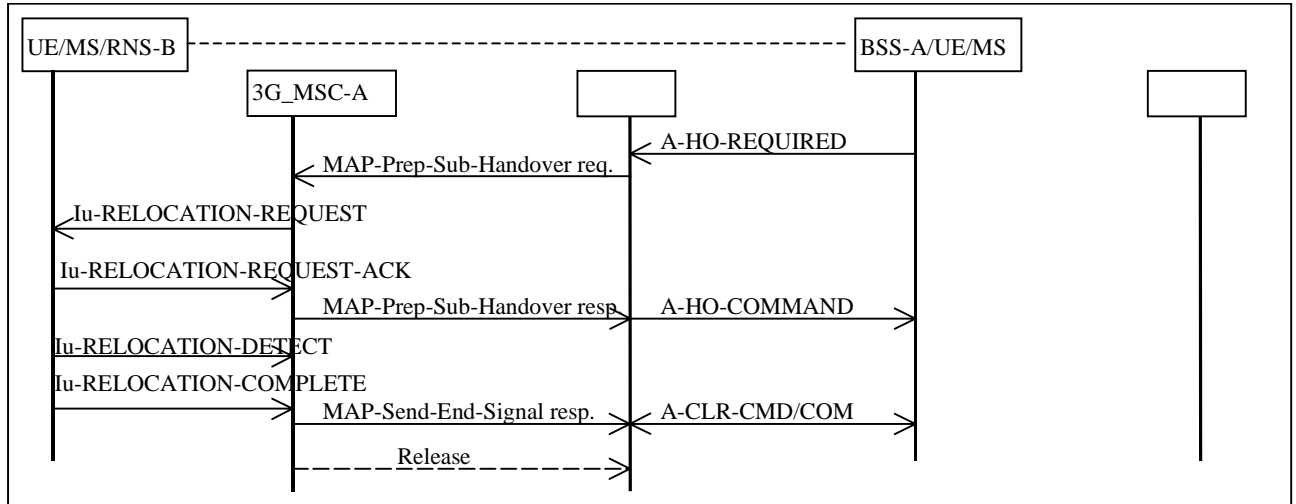 UE/MS/RNS-B
BSS-A/UE/MS
3G_MSC-A
A-HO-REQUIRED
MAP-Prep-Sub-Handover req.
Iu-RELOCATION-REQUEST
Iu-RELOCATION-REQUEST-ACK
MAP-Prep-Sub-Handover resp.
A-HO-COMMAND
Iu-RELOCATION-DETECT
Iu-RELOCATION-COMPLETE
MAP-Send-End-Signal resp.
A-CLR-CMD/COM
Release